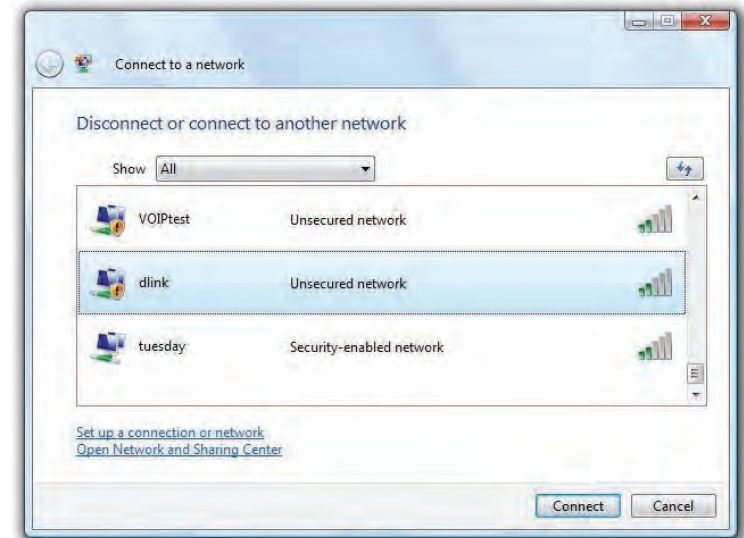 Connect to a network
Disconnect or connect to another network
Show All
VOIPtest Unsecured network
dlink Unsecured network
tuesday Security-enabled network
Set up a connection or network
Open Network and Sharing Center
Connect Cancel